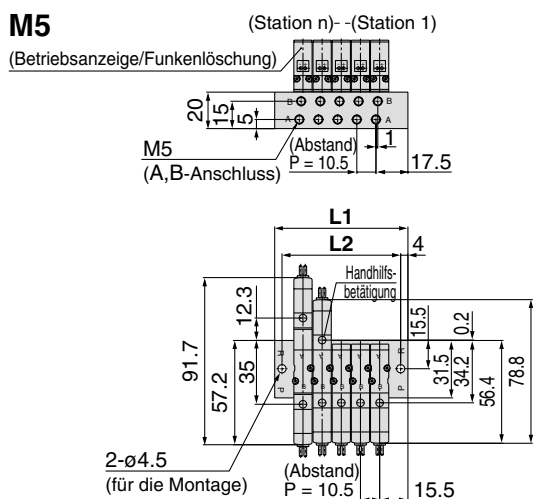 M5
(Station n)- -(Station 1)
(Betriebsanzeige/Funkenlöschung)
B
B
A
A
20
15
5
M5
(A,B-Anschluss)
(Abstand)
P = 10.5
1
17.5
L1
L2
4
Handhilfs-
betätigung
12.3
15.5
0.2
91.7
57.2
35
31.5
34.2
56.4
78.8
R
R
P
P
A
A
A
A
2-ø4.5
(für die Montage)
(Abstand)
P = 10.5
15.5